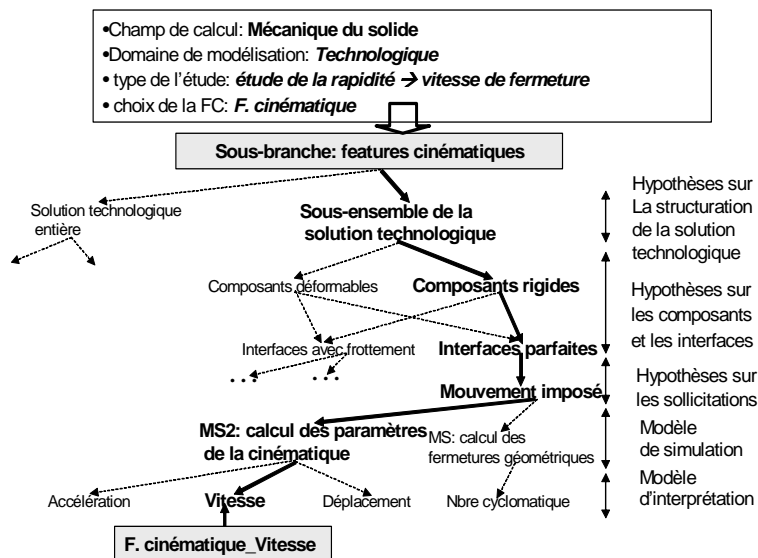 •Champ de calcul: Mécanique du solide
•Domaine de modélisation: Technologique
• type de l'étude: étude de la rapidité → vitesse de fermeture
• choix de la FC: F. cinématique
Sous-branche: features cinématiques
Solution technologique
entière
Sous-ensemble de la
solution technologique
Hypothèses sur
La structuration
de la solution
technologique
Composants déformables
Composants rigides
Interfaces avec frottement
Interfaces parfaites
Hypothèses sur
les composants
et les interfaces
...
...
Mouvement imposé
Hypothèses sur
les sollicitations
MS2: calcul des paramètres
de la cinématique
MS: calcul des
fermetures géométriques
Modèle
de simulation
Accélération
Vitesse
Déplacement
Nbre cyclomatique
Modèle
d'interprétation
F. cinématique_Vitesse